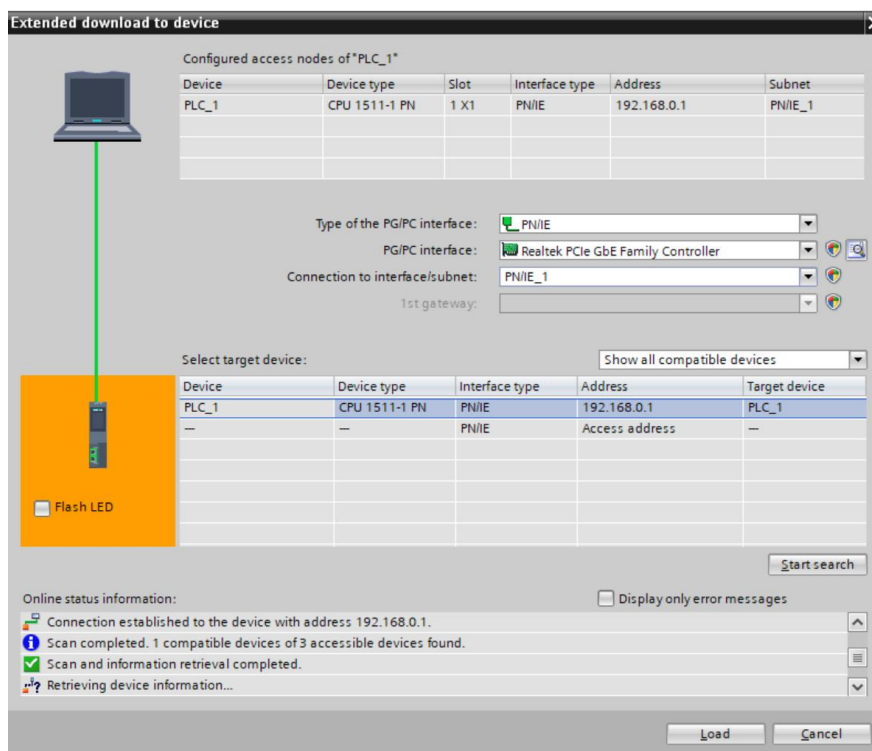 Extended download to device
Configured access nodes of "PLC_1"
Device Device type Slot Interface type Address Subnet
PLC_1 CPU 1511-1 PN 1 X1 PN/IE 192.168.0.1 PN/IE_1
Type of the PG/PC interface: PN/IE
PG/PC interface: Realtek PCIe GbE Family Controller
Connection to interface/subnet: PN/IE_1
1st gateway:
Select target device: Show all compatible devices
Device Device type Interface type Address Target device
PLC_1 CPU 1511-1 PN PN/IE 192.168.0.1 PLC_1
— — PN/IE Access address —
Flash LED
Start search
Online status information: Display only error messages
Connection established to the device with address 192.168.0.1.
Scan completed. 1 compatible devices of 3 accessible devices found.
Scan and information retrieval completed.
Retrieving device information...
Load Cancel